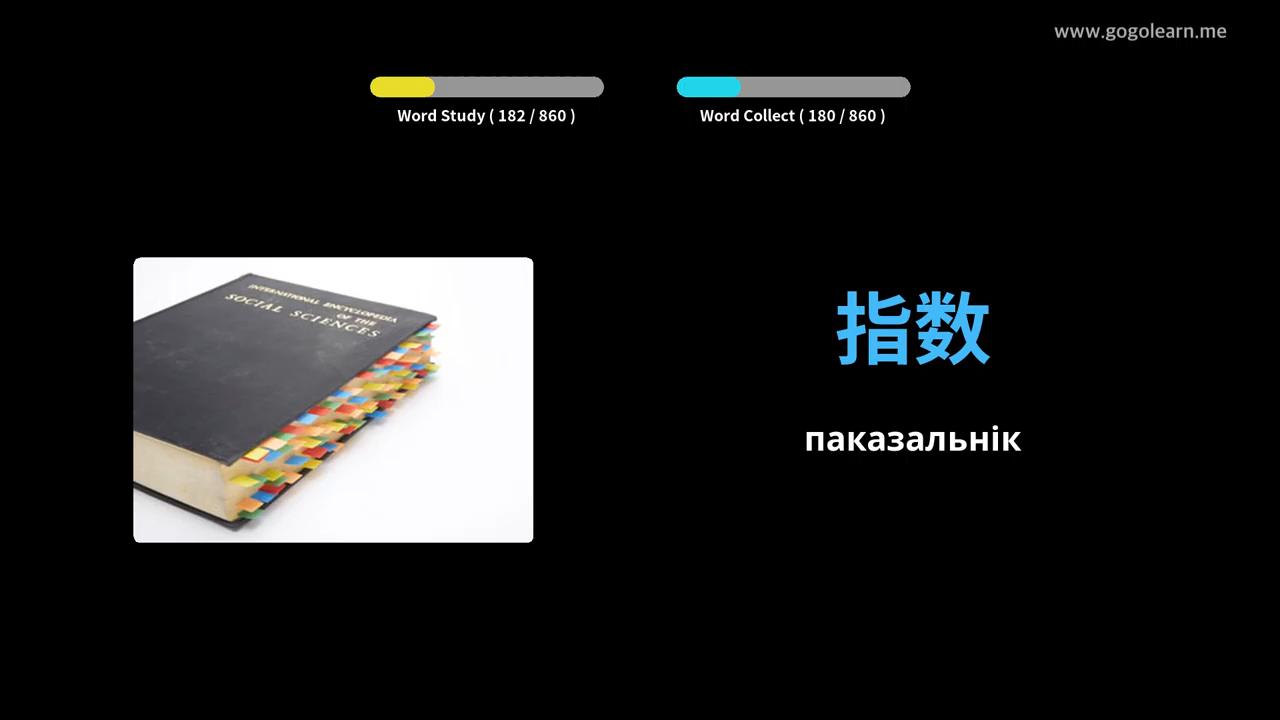 www.gogolearn.me
Word Study ( 182 / 860 )
Word Collect ( 180 / 860 )
INTERNATIONAL ENCYCLOPEDIA
OF THE
SOCIAL SCIENCES
指数
паказальнік